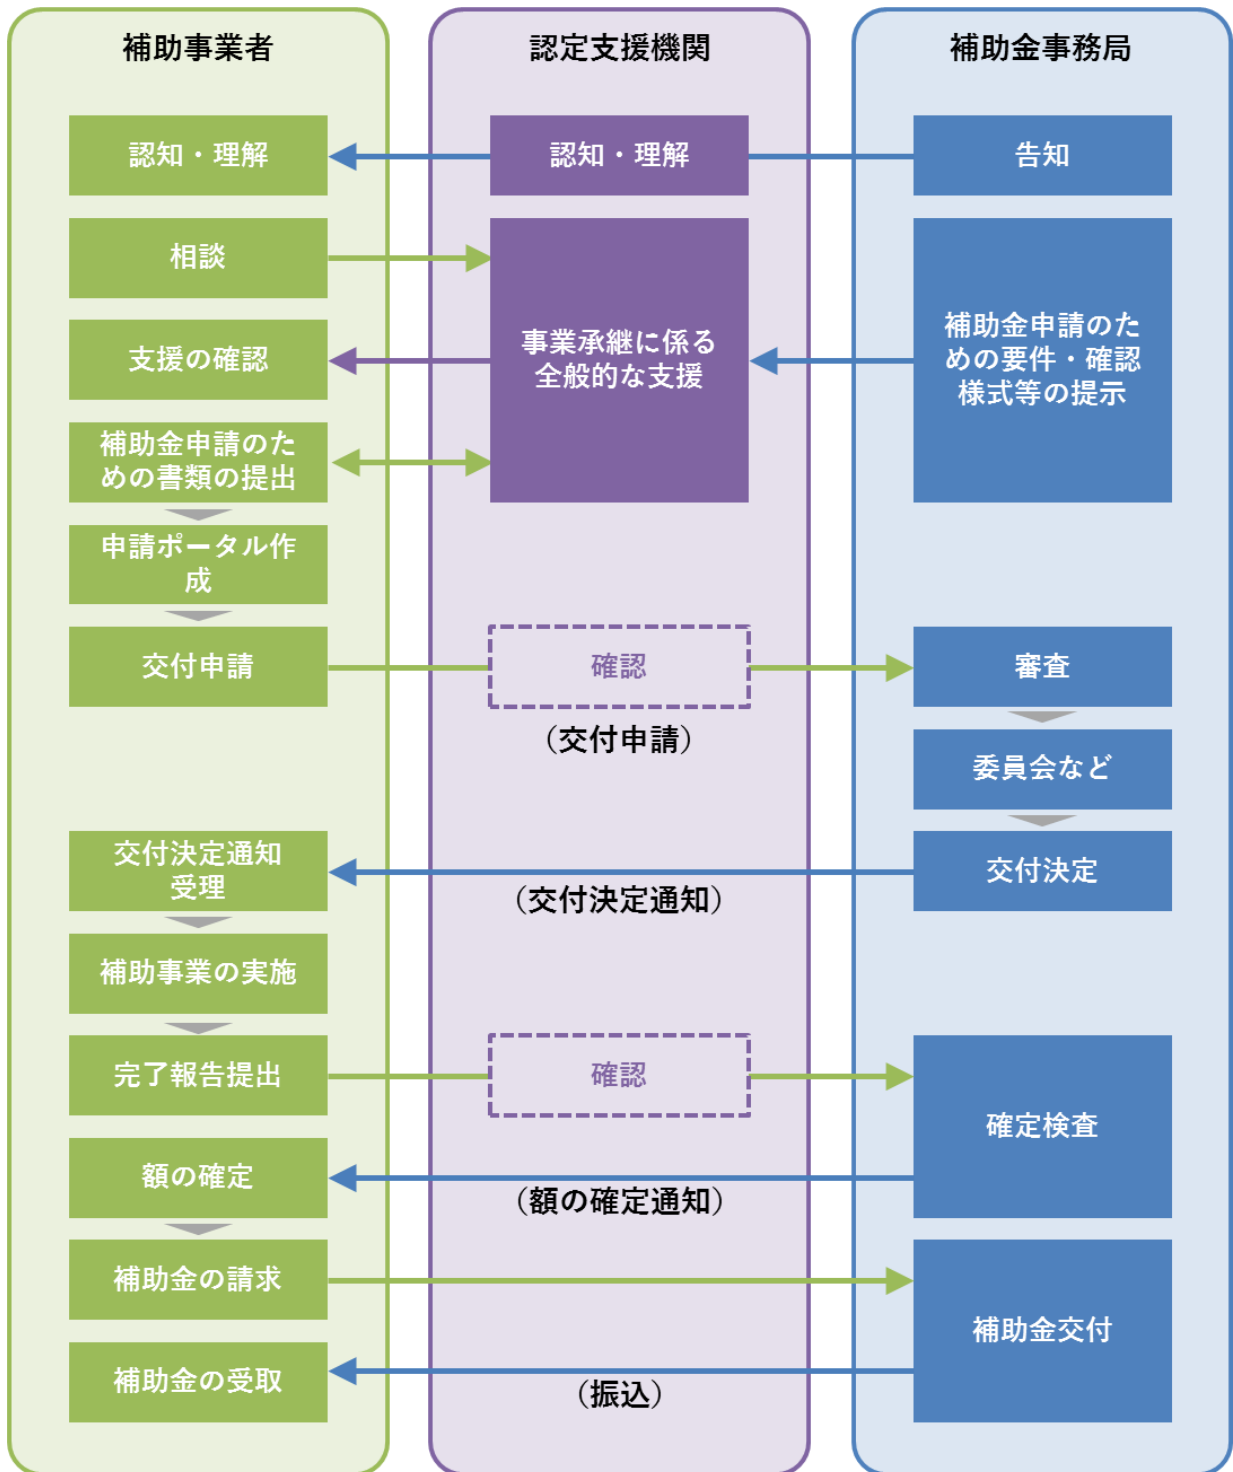 補助事業者
認定支援機関
補助金事務局
認知・理解
認知・理解
告知
相談
支援の確認
事業承継に係る
全般的な支援
補助金申請のた
めの要件・確認
様式等の提示
補助金申請のた
めの書類の提出
申請ポータル作
成
交付申請
確認
審査
（交付申請）
委員会など
交付決定通知
受理
（交付決定通知）
交付決定
補助事業の実施
完了報告提出
確認
確定検査
額の確定
（額の確定通知）
補助金の請求
補助金交付
補助金の受取
（振込）